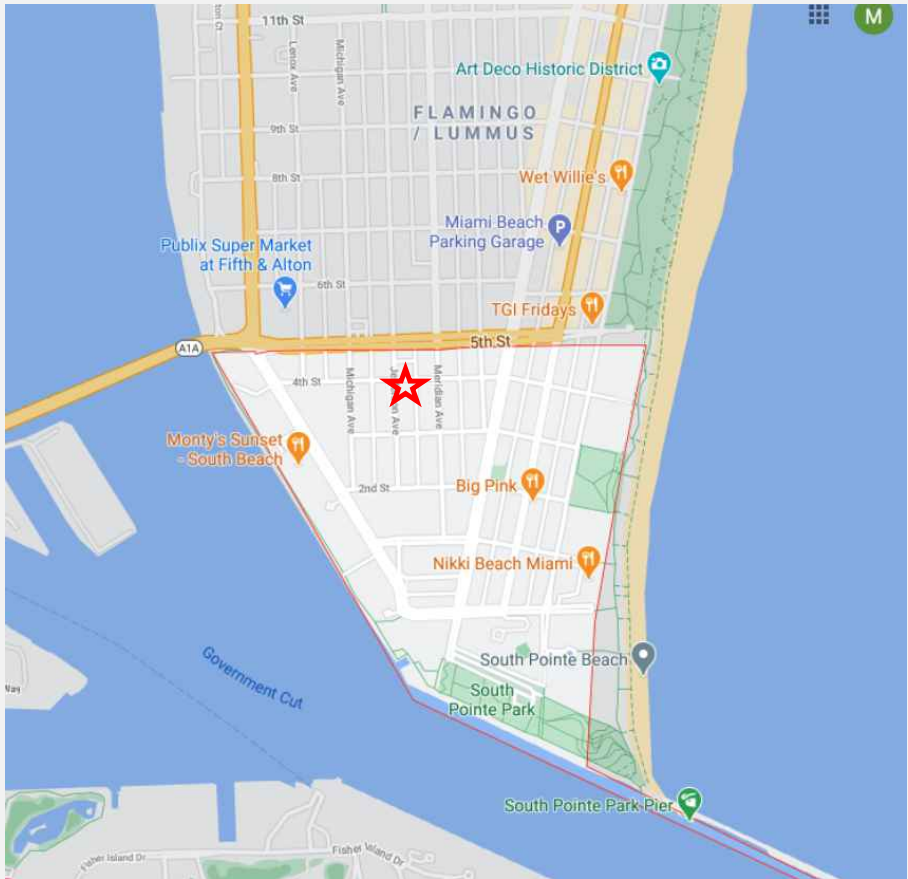 11th St
M
Lenox Ave
Michigan Ave
Art Deco Historic District
FLAMINGO
/ LUMMUS
9th St
8th St
Wet Willie's
Miami Beach
Parking Garage
P
Publix Super Market
at Fifth & Alton
6th St
TGI Fridays
A1A
5th St
4th St
Michigan Ave
Meridian Ave
Monty's Sunset
- South Beach
2nd St
Big Pink
Nikki Beach Miami
Government Cut
South Pointe Beach
South
Pointe Park
South Pointe Park Pier
Fisher Island Dr
Fisher Island Dr